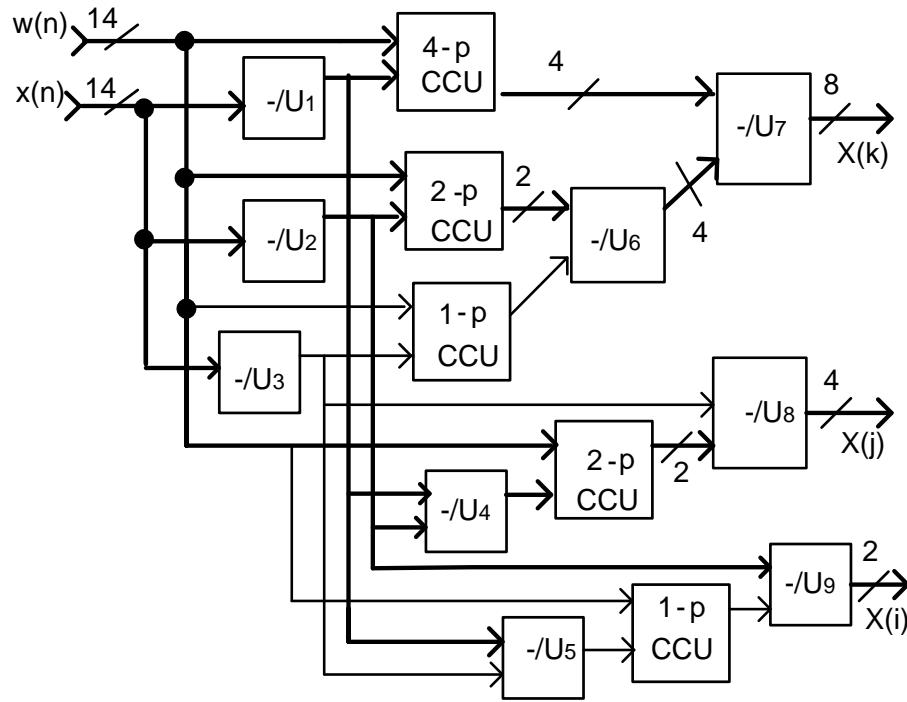 w(n)
14
4-p
CCU
4
8
x(n)
14
-/U1
-/U7
X(k)
2-p
CCU
2
-/U2
-/U6
4
1-p
CCU
-/U3
-/U8
4
X(j)
2-p
CCU
2
-/U4
-/U9
2
X(i)
1-p
CCU
-/U5